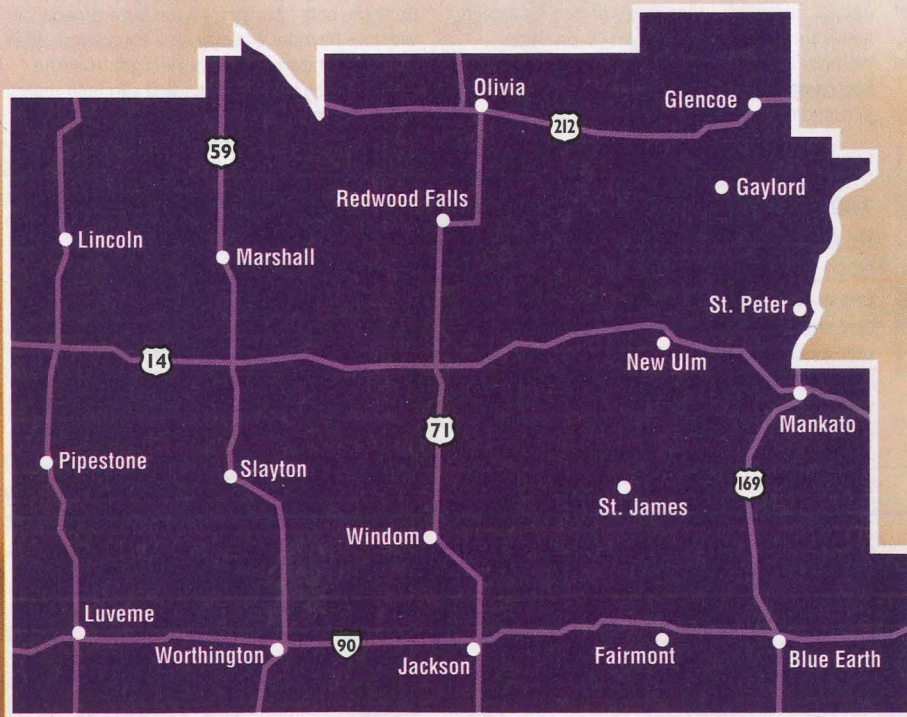 Olivia
Glencoe
212
59
Gaylord
Redwood Falls
Lincoln
Marshall
St. Peter
New Ulm
14
Mankato
71
Pipestone
Slayton
169
St. James
Windom
Luveme
Worthington
90
Jackson
Fairmont
Blue Earth